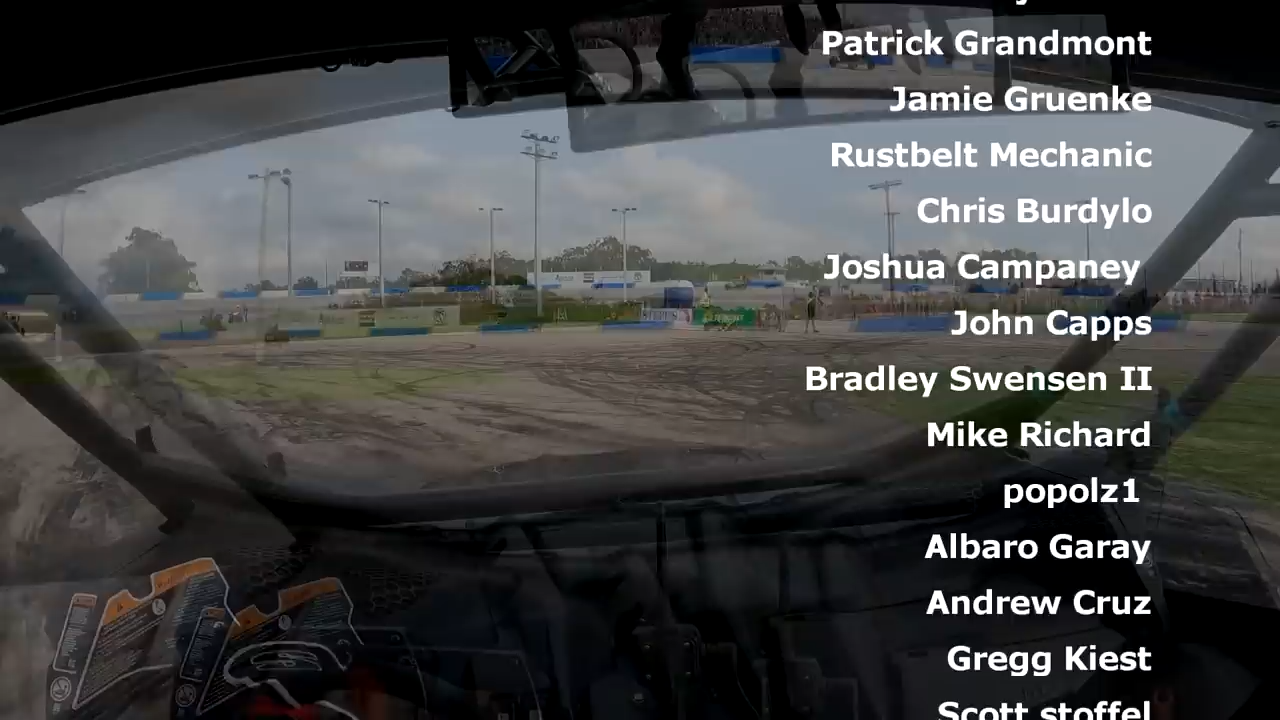 Patrick Grandmont
Jamie Gruenke
Rustbelt Mechanic
Chris Burdylo
Joshua Campaney
John Capps
Bradley Swensen II
Mike Richard
popolz1
Albaro Garay
Andrew Cruz
Gregg Kiest
Scott stoffel